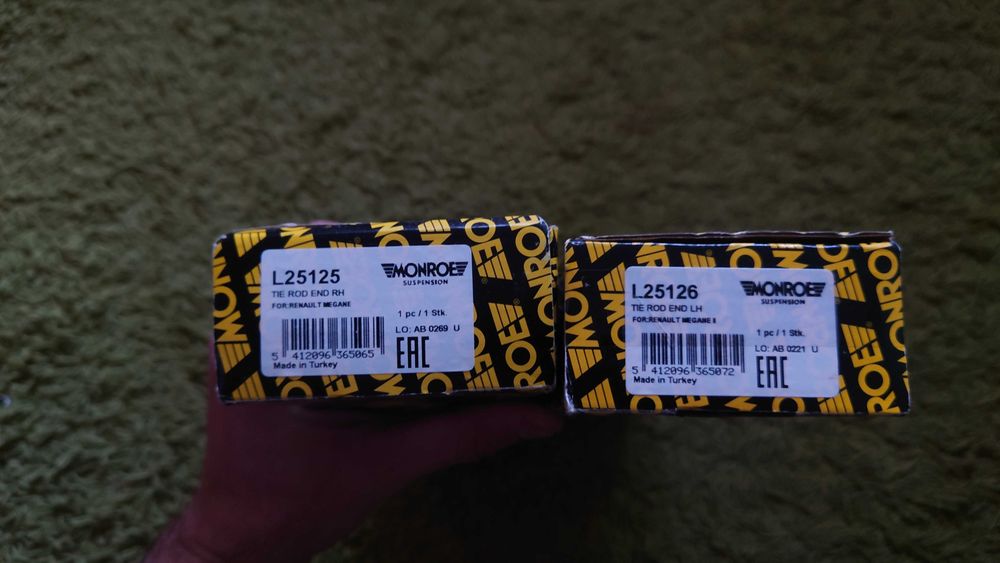 L25125
MONROE
SUSPENSION
TIE ROD END RH
FOR:RENAULT MEGANE
1 pc / 1 Stk.
LO: AB 0269 U
5 412096 365065
EAC
Made in Turkey
L25126
MONROE
SUSPENSION
TIE ROD END LH
FOR:RENAULT MEGANE II
1 pc / 1 Stk.
LO: AB 0221 U
5 412096 365072
EAC
Made in Turkey